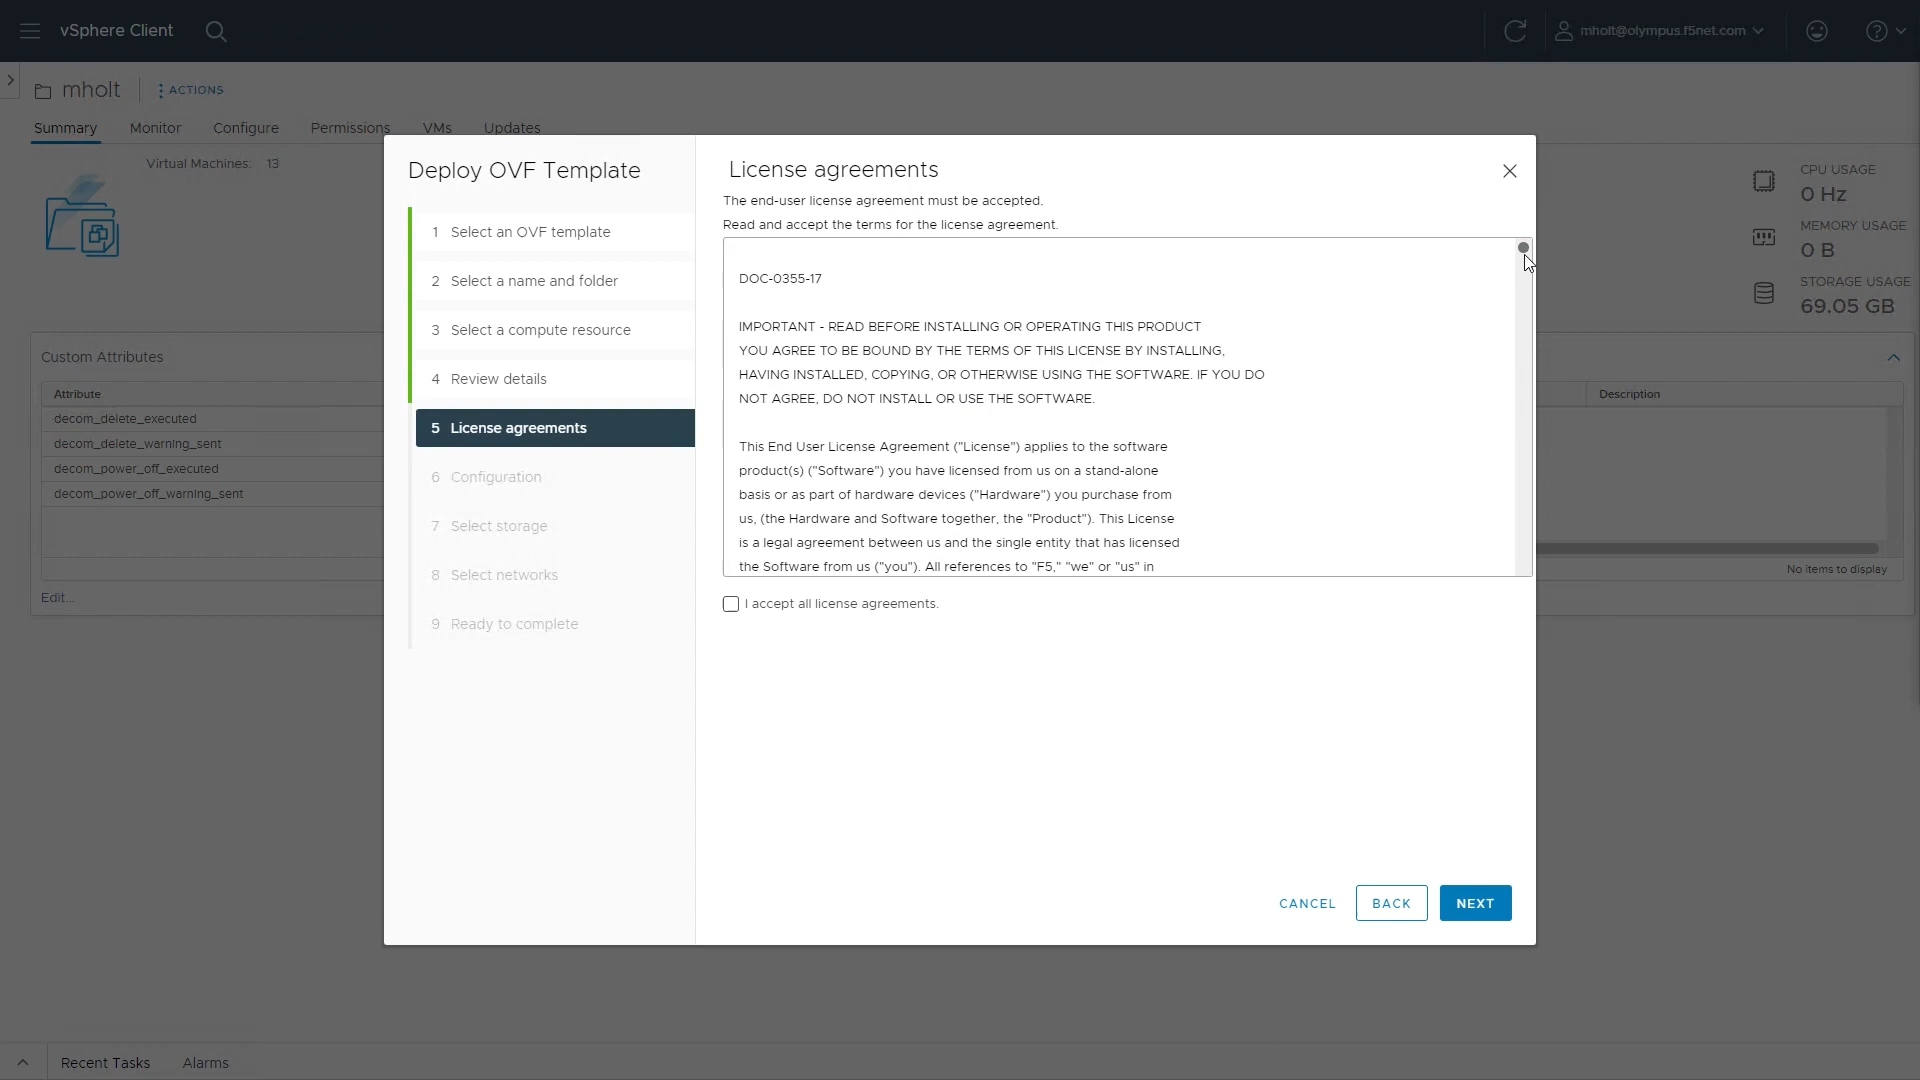 vSphere Client
mholt@olympus.f5net.com
mholt
ACTIONS
Summary
Monitor
Configure
Permissions
VMs
Updates
Virtual Machines: 13
CPU USAGE
0 Hz
MEMORY USAGE
0 B
STORAGE USAGE
69.05 GB
Custom Attributes
Attribute
decom_delete_executed
decom_delete_warning_sent
decom_power_off_executed
decom_power_off_warning_sent
Edit...
Description
No items to display
Deploy OVF Template
1 Select an OVF template
2 Select a name and folder
3 Select a compute resource
4 Review details
5 License agreements
6 Configuration
7 Select storage
8 Select networks
9 Ready to complete
License agreements
The end-user license agreement must be accepted.
Read and accept the terms for the license agreement.
DOC-0355-17
IMPORTANT - READ BEFORE INSTALLING OR OPERATING THIS PRODUCT
YOU AGREE TO BE BOUND BY THE TERMS OF THIS LICENSE BY INSTALLING,
HAVING INSTALLED, COPYING, OR OTHERWISE USING THE SOFTWARE. IF YOU DO
NOT AGREE, DO NOT INSTALL OR USE THE SOFTWARE.
This End User License Agreement ("License") applies to the software
product(s) ("Software") you have licensed from us on a stand-alone
basis or as part of hardware devices ("Hardware") you purchase from
us, (the Hardware and Software together, the "Product"). This License
is a legal agreement between us and the single entity that has licensed
the Software from us ("you"). All references to "F5," "we" or "us" in
I accept all license agreements.
CANCEL
BACK
NEXT
Recent Tasks
Alarms